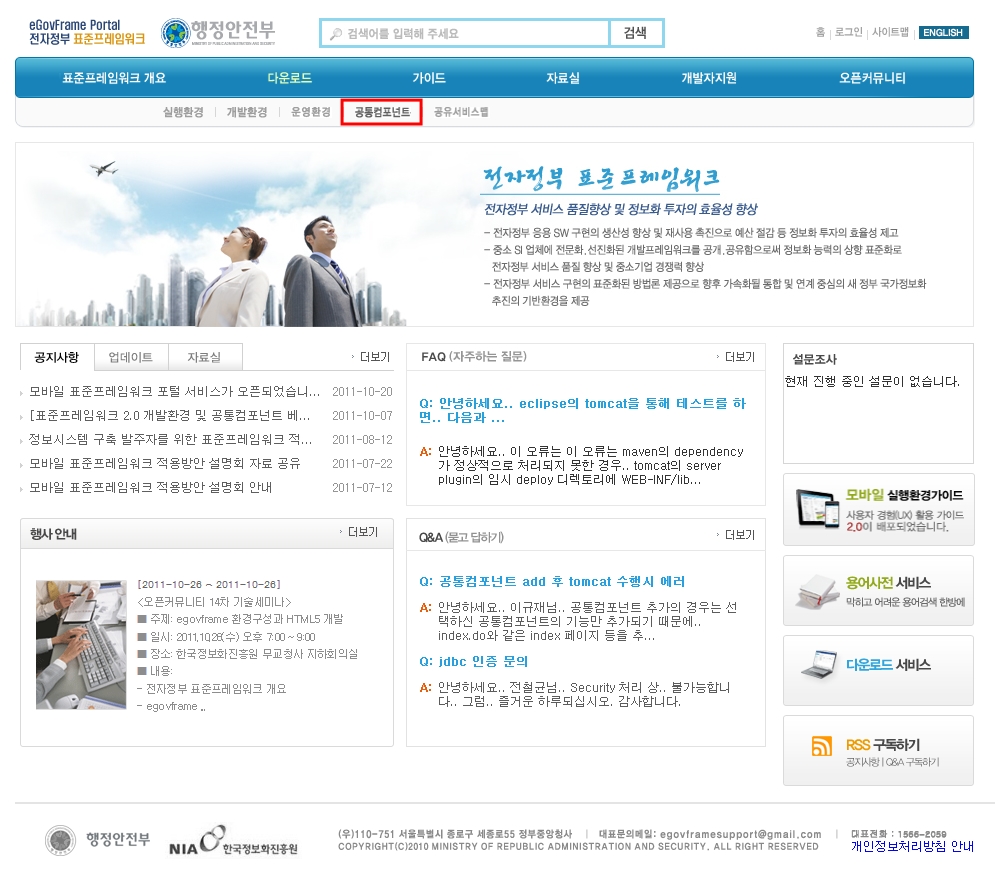 eGovFrame Portal
전자정부 표준프레임워크
행정안전부
MINISTRY OF PUBLIC ADMINISTRATION AND SECURITY
검색어를 입력해 주세요
검색
홈 | 로그인 | 사이트맵 | ENGLISH
표준프레임워크 개요 다운로드 가이드 자료실 개발자지원 오픈커뮤니티
실행환경 | 개발환경 | 운영환경 공통컴포넌트 공유서비스맵
전자정부 표준프레임워크
전자정부 서비스 품질향상 및 정보화 투자의 효율성 향상
- 전자정부 응용 SW 구현의 생산성 향상 및 재사용 촉진으로 예산 절감 등 정보화 투자의 효율성 제고
- 중소 SI 업체에 전문화, 선진화된 개발프레임워크를 공개,공유함으로써 정보화 능력의 상향 표준화로
전자정부 서비스 품질 향상 및 중소기업 경쟁력 향상
- 전자정부 서비스 구현의 표준화된 방법론 제공으로 향후 가속화될 통합 및 연계 중심의 새 정부 국가정보화
추진의 기반환경을 제공
공지사항 업데이트 자료실 더보기
모바일 표준프레임워크 포털 서비스가 오픈되었습니... 2011-10-20
[표준프레임워크 2.0 개발환경 및 공통컴포넌트 베... 2011-10-07
정보시스템 구축 발주자를 위한 표준프레임워크 적... 2011-08-12
모바일 표준프레임워크 적용방안 설명회 자료 공유 2011-07-22
모바일 표준프레임워크 적용방안 설명회 안내 2011-07-12
FAQ (자주하는 질문) 더보기
Q: 안녕하세요.. eclipse의 tomcat을 통해 테스트를 하
면.. 다음과 ...
A: 안녕하세요.. 이 오류는 이 오류는 maven의 dependency
가 정상적으로 처리되지 못한 경우.. tomcat의 server
plugin의 임시 deploy 디렉토리에 WEB-INF/lib...
설문조사
현재 진행 중인 설문이 없습니다.
행사 안내 더보기
[2011-10-26 ~ 2011-10-26]
<오픈커뮤니티 14차 기술세미나>
■ 주제: egovframe 환경구성과 HTML5 개발
■ 일시: 2011,10,26(수) 오후 7:00 ~ 9:00
■ 장소: 한국정보화진흥원 무교청사 지하회의실
■ 내용:
- 전자정부 표준프레임워크 개요
- egovframe ..
Q&A (묻고 답하기) 더보기
Q: 공통컴포넌트 add 후 tomcat 수행시 에러
A: 안녕하세요.. 이규재님.. 공통컴포넌트 추가의 경우는 선
택하신 공통컴포넌트의 기능만 추가되기 때문에..
index.do와 같은 index 페이지 등을 추...
Q: jdbc 인증 문의
A: 안녕하세요.. 전철균님.. Security 처리 상.. 불가능합니
다.. 그럼.. 즐거운 하루되십시오. 감사합니다.
모바일 실행환경가이드
사용자 경험(UX) 활용 가이드
2.0이 배포되었습니다.
용어사전 서비스
막히고 어려운 용어검색 한방에
다운로드 서비스
RSS 구독하기
공지사항 | Q&A 구독하기
행정안전부
NIA 한국정보화진흥원
(우)110-751 서울특별시 종로구 세종로55 정부중앙청사 | 대표문의메일: egovframesupport@gmail.com | 대표전화 : 1566-2059
COPYRIGHT(C)2010 MINISTRY OF REPUBLIC ADMINISTRATION AND SECURITY. ALL RIGHT RESERVED 개인정보처리방침 안내